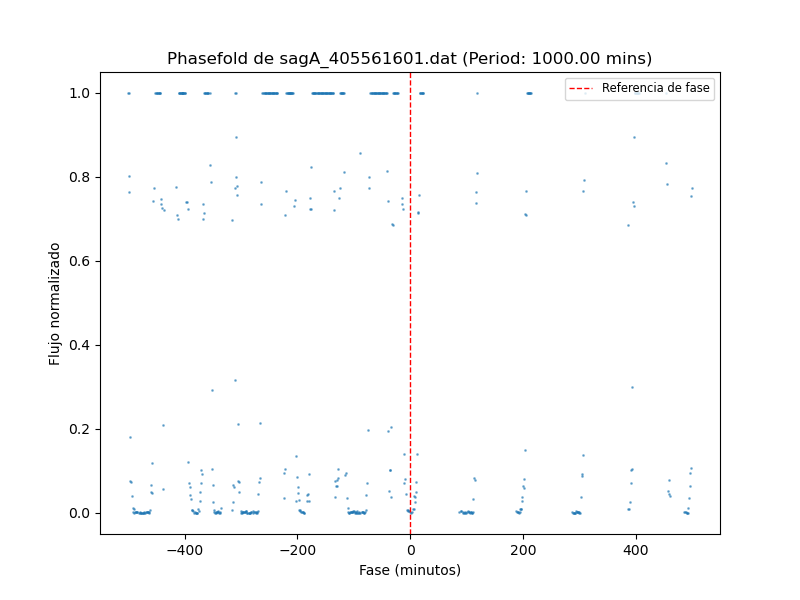 Phasefold de sagA_405561601.dat (Period: 1000.00 mins)
Referencia de fase
Flujo normalizado
1.0
0.8
0.6
0.4
0.2
0.0
−400
−200
0
200
400
Fase (minutos)